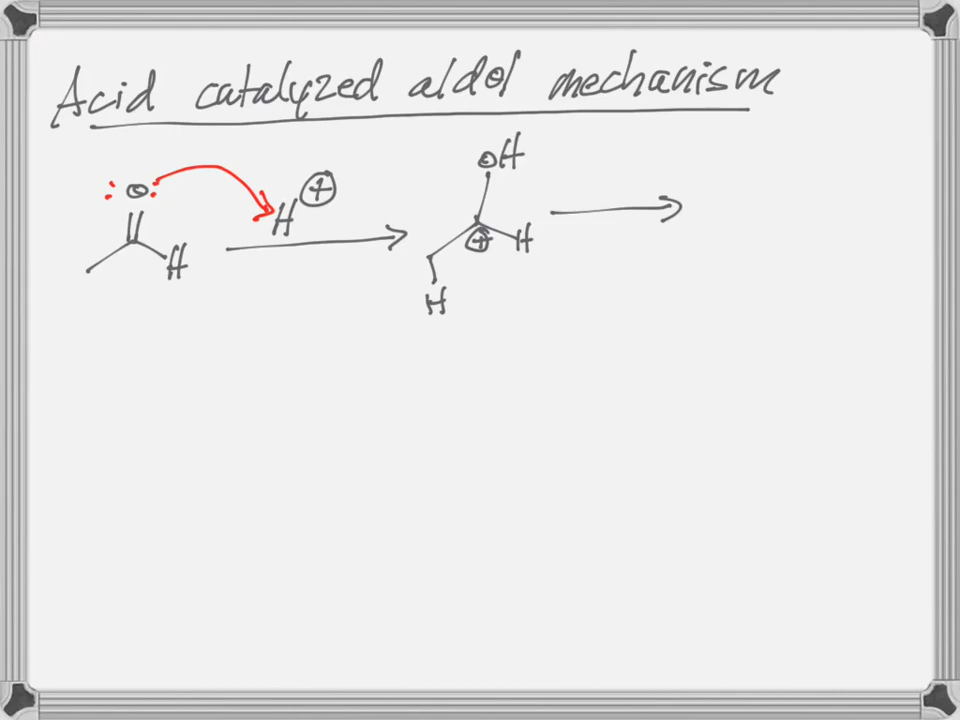 Acid catalyzed aldol mechanism
:O: H+ OH
H + H
H